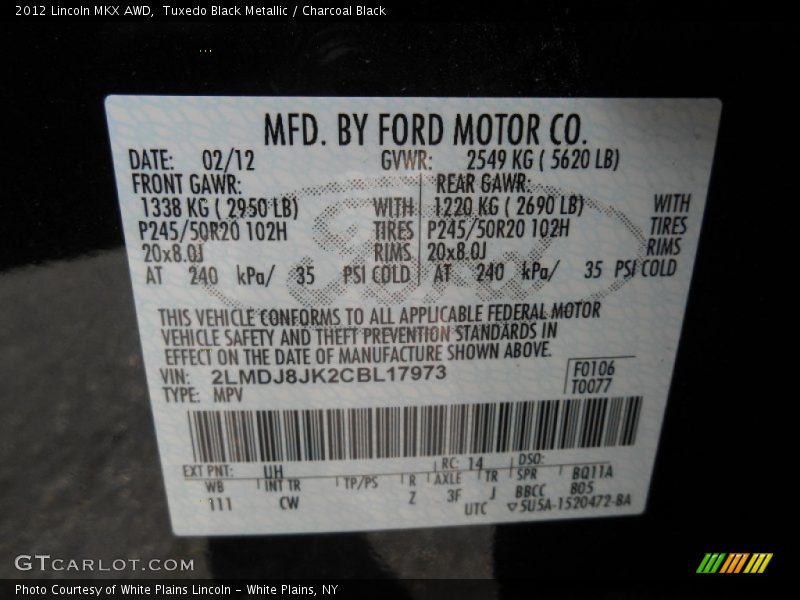 2012 Lincoln MKX AWD,  Tuxedo Black Metallic / Charcoal Black
MFD. BY FORD MOTOR CO.
DATE: 02/12 GVWR: 2549 KG ( 5620 LB)
FRONT GAWR: REAR GAWR:
1338 KG ( 2950 LB) WITH 1220 KG ( 2690 LB) WITH
P245/50R20 102H TIRES P245/50R20 102H TIRES
20x8.0J RIMS 20x8.0J RIMS
AT 240 kPa/ 35 PSI COLD AT 240 kPa/ 35 PSI COLD
THIS VEHICLE CONFORMS TO ALL APPLICABLE FEDERAL MOTOR
VEHICLE SAFETY AND THEFT PREVENTION STANDARDS IN
EFFECT ON THE DATE OF MANUFACTURE SHOWN ABOVE.
VIN: 2LMDJ8JK2CBL17973 F0106
TYPE: MPV T0077
EXT PNT: UH RC: 14 DSO:
WB INT TR TP/PS R AXLE TR SPR BQ11A
111 CW Z 3F J BBCC 805
UTC ▽5U5A-1520472-BA
Ford
GTCARLOT.COM
Photo Courtesy of White Plains Lincoln - White Plains, NY